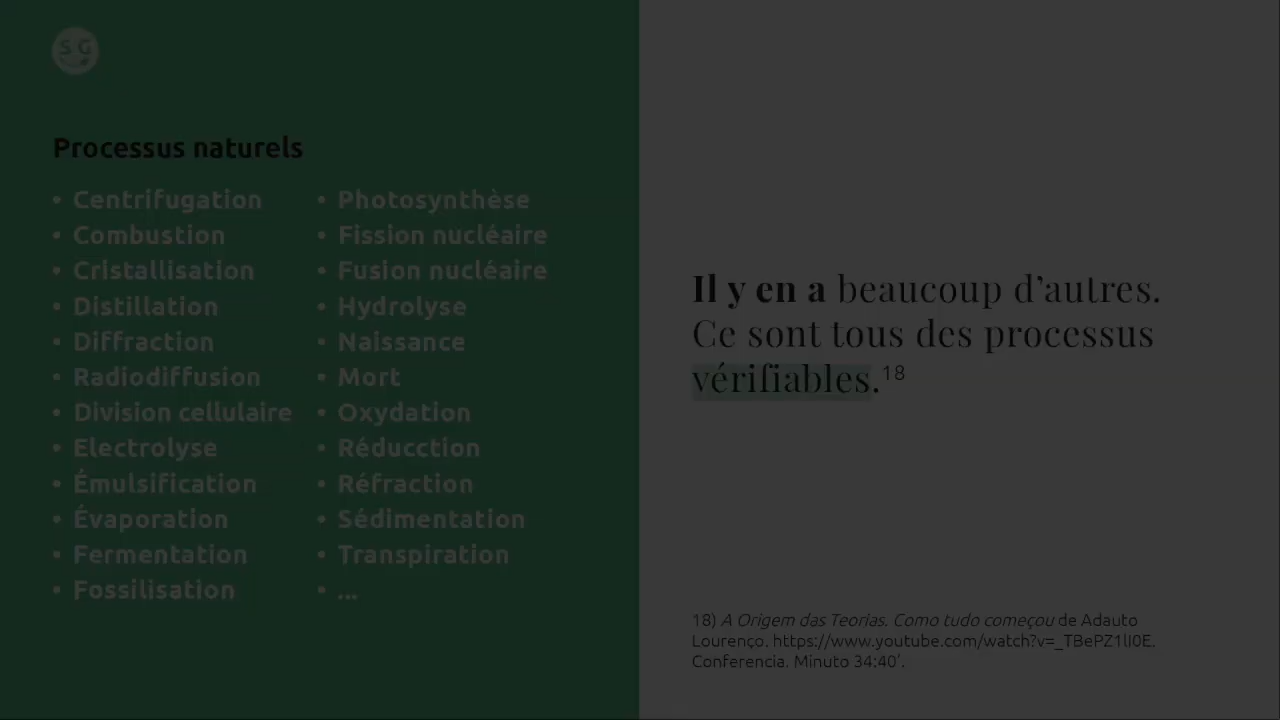 S G
Processus naturels
• Centrifugation
• Combustion
• Cristallisation
• Distillation
• Diffraction
• Radiodiffusion
• Division cellulaire
• Electrolyse
• Émulsification
• Évaporation
• Fermentation
• Fossilisation
• Photosynthèse
• Fission nucléaire
• Fusion nucléaire
• Hydrolyse
• Naissance
• Mort
• Oxydation
• Réducction
• Réfraction
• Sédimentation
• Transpiration
• ...
Il y en a beaucoup d’autres.
Ce sont tous des processus
vérifiables.18
18) A Origem das Teorias. Como tudo começou de Adauto
Lourenço. https://www.youtube.com/watch?v=_TBePZ1lI0E.
Conferencia. Minuto 34:40’.